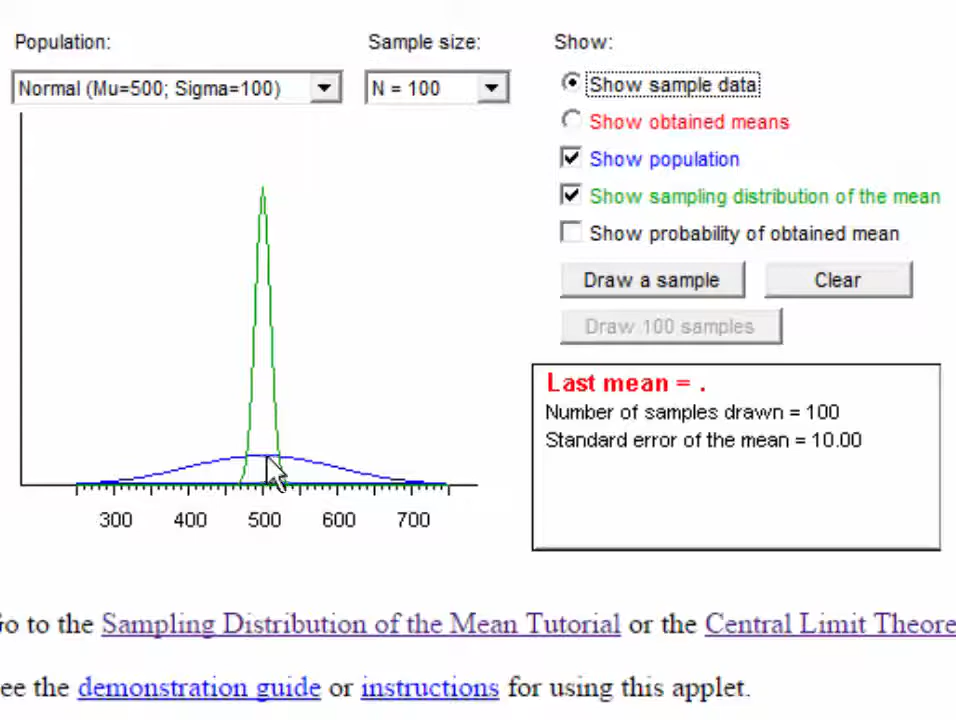 Population:
Sample size:
Show:
Normal (Mu=500; Sigma=100)
N = 100
Show sample data
Show obtained means
Show population
Show sampling distribution of the mean
Show probability of obtained mean
Draw a sample
Clear
Draw 100 samples
Last mean = .
Number of samples drawn = 100
Standard error of the mean = 10.00
300 400 500 600 700
o to the Sampling Distribution of the Mean Tutorial or the Central Limit Theore
ee the demonstration guide or instructions for using this applet.